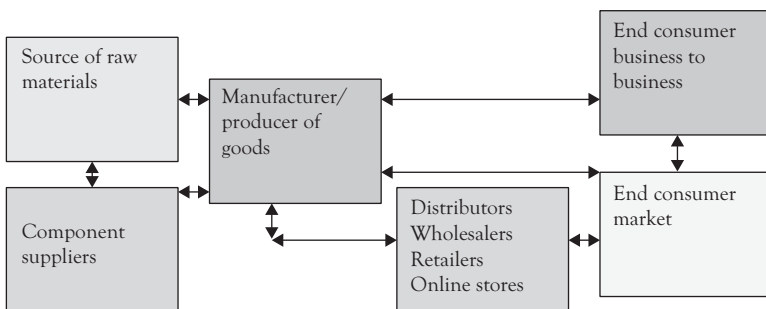 Source of raw
materials
Component
suppliers
Manufacturer/
producer of
goods
Distributors
Wholesalers
Retailers
Online stores
End consumer
business to
business
End consumer
market